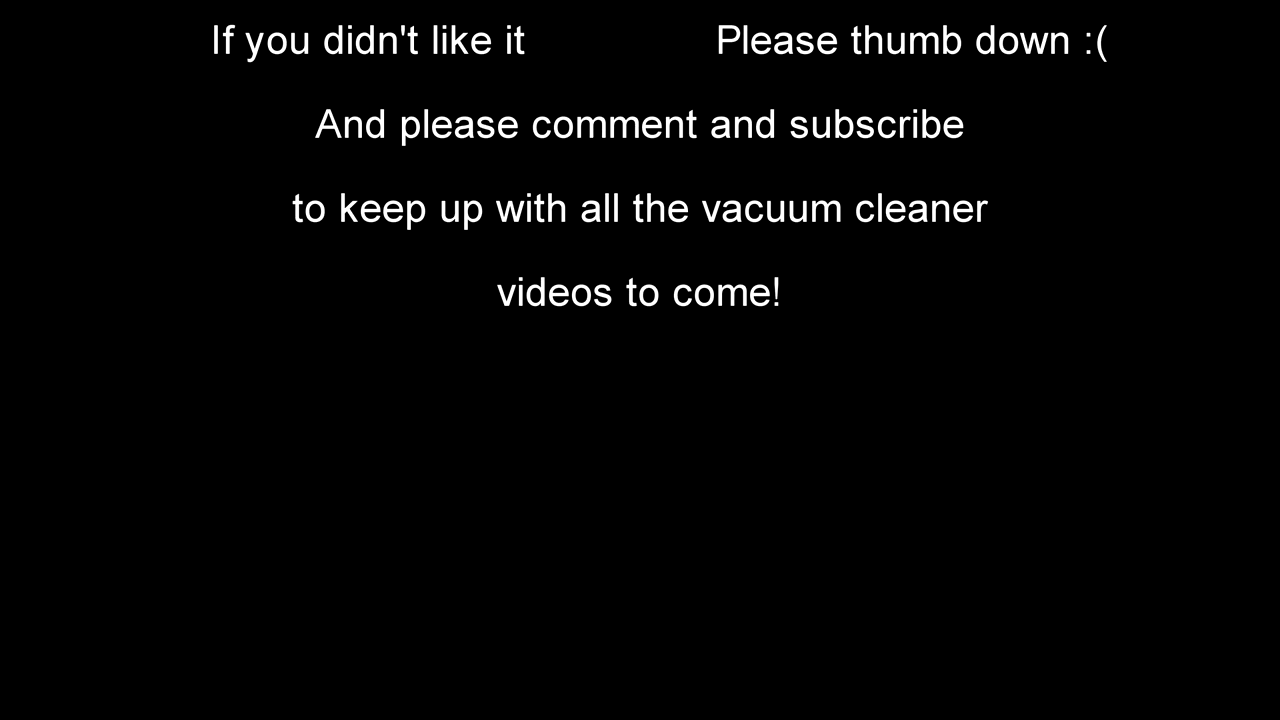 If you didn't like it Please thumb down :(
And please comment and subscribe
to keep up with all the vacuum cleaner
videos to come!